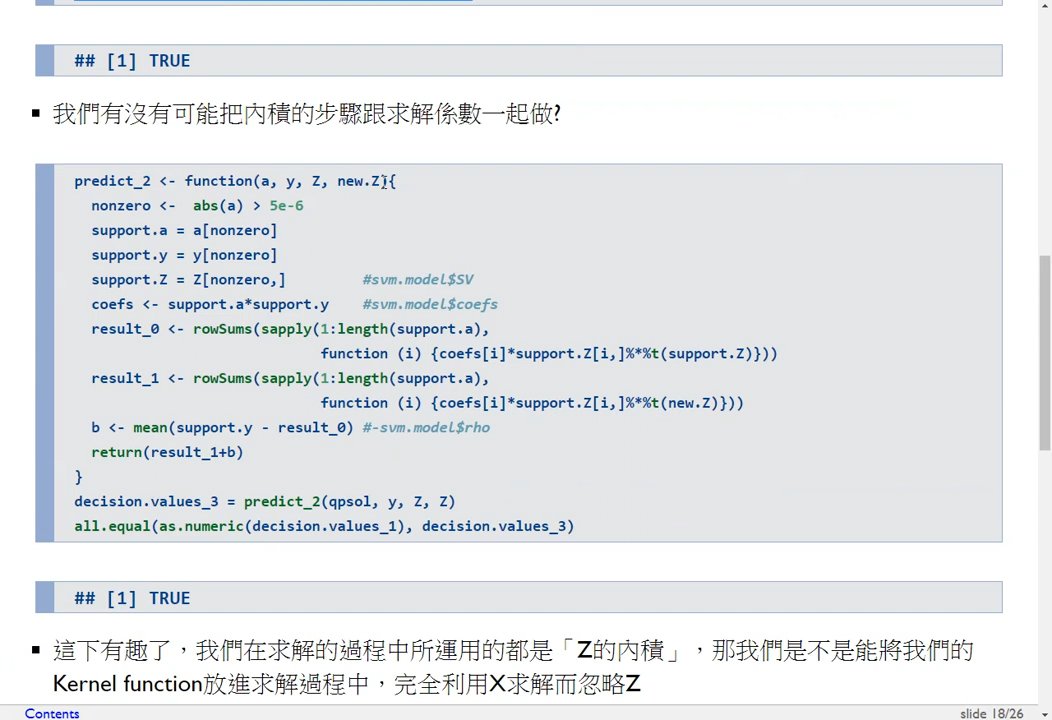 ## [1] TRUE
▪ 我們有沒有可能把內積的步驟跟求解係數一起做?
predict_2 <- function(a, y, Z, new.Z){
  nonzero <-  abs(a) > 5e-6
  support.a = a[nonzero]
  support.y = y[nonzero]
  support.Z = Z[nonzero,]         #svm.model$SV
  coefs <- support.a*support.y    #svm.model$coefs
  result_0 <- rowSums(sapply(1:length(support.a),
                             function (i) {coefs[i]*support.Z[i,]%*%t(support.Z)}))
  result_1 <- rowSums(sapply(1:length(support.a),
                             function (i) {coefs[i]*support.Z[i,]%*%t(new.Z)}))
  b <- mean(support.y - result_0) #-svm.model$rho
  return(result_1+b)
}
decision.values_3 = predict_2(qpsol, y, Z, Z)
all.equal(as.numeric(decision.values_1), decision.values_3)
## [1] TRUE
▪ 這下有趣了，我們在求解的過程中所運用的都是「Z的內積」，那我們是不是能將我們的
Kernel function放進求解過程中，完全利用X求解而忽略Z
Contents
slide 18/26